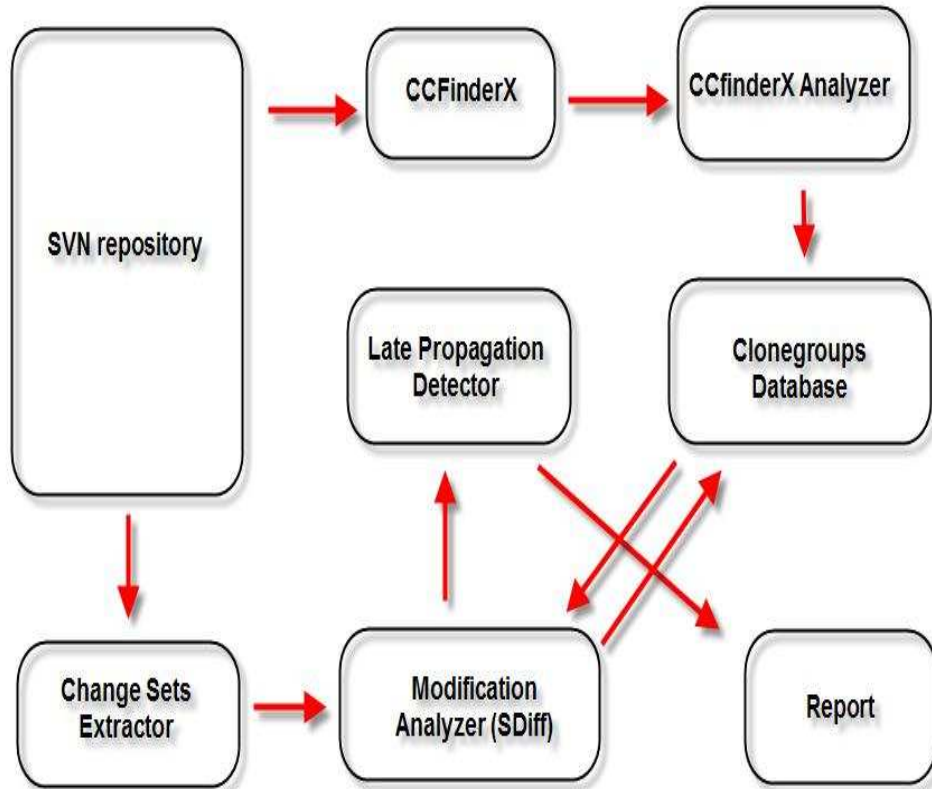 SVN repository
CCFinderX
CCfinderX Analyzer
Late Propagation
Detector
Clonegroups
Database
Change Sets
Extractor
Modification
Analyzer (SDiff)
Report